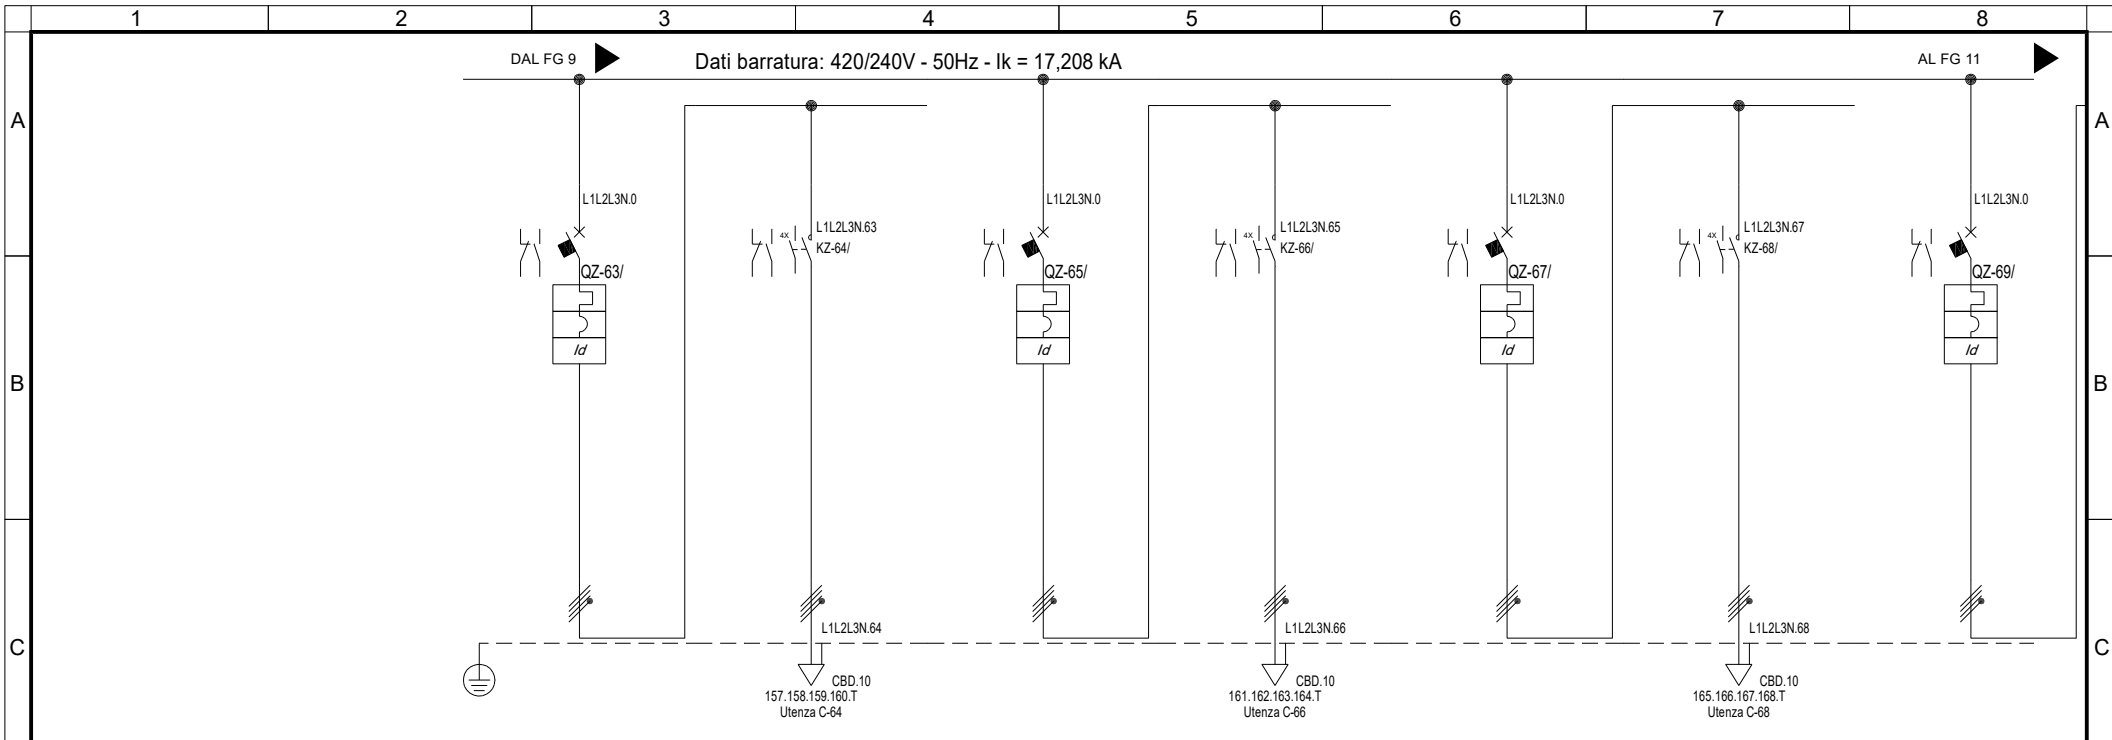 1 2 3 4 5 6 7 8
DAL FG 9
Dati barratura: 420/240V - 50Hz - Ik = 17,208 kA
AL FG 11
A A
L1L2L3N.0 L1L2L3N.0 L1L2L3N.0 L1L2L3N.0
4X L1L2L3N.63 4X L1L2L3N.65 4X L1L2L3N.67
KZ-64/ KZ-66/ KZ-68/
QZ-63/ QZ-65/ QZ-67/ QZ-69/
Id Id Id Id
B B
L1L2L3N.64 L1L2L3N.66 L1L2L3N.68
C C
CBD.10 CBD.10 CBD.10
157.158.159.160.T 161.162.163.164.T 165.166.167.168.T
Utenza C-64 Utenza C-66 Utenza C-68